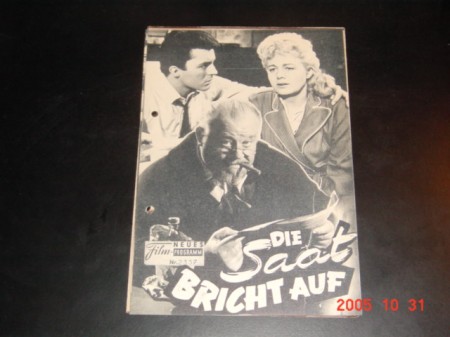 Neues
Film-
PROGRAMM
DIE
Saat
BRICHT AUF
2005 10 31